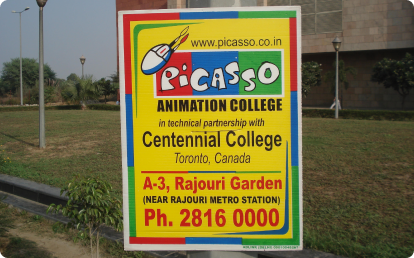 www.picasso.co.in
PiCASSO
ANIMATION COLLEGE
in technical partnership with
Centennial College
Toronto, Canada
A-3, Rajouri Garden
(NEAR RAJOURI METRO STATION)
Ph. 2816 0000